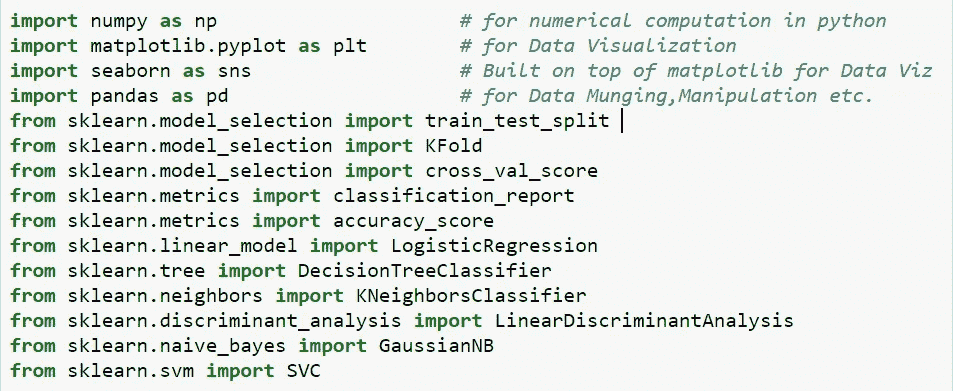 import numpy as np # for numerical computation in python
import matplotlib.pyplot as plt # for Data Visualization
import seaborn as sns # Built on top of matplotlib for Data Viz
import pandas as pd # for Data Munging,Manipulation etc.
from sklearn.model_selection import train_test_split
from sklearn.model_selection import KFold
from sklearn.model_selection import cross_val_score
from sklearn.metrics import classification_report
from sklearn.metrics import accuracy_score
from sklearn.linear_model import LogisticRegression
from sklearn.tree import DecisionTreeClassifier
from sklearn.neighbors import KNeighborsClassifier
from sklearn.discriminant_analysis import LinearDiscriminantAnalysis
from sklearn.naive_bayes import GaussianNB
from sklearn.svm import SVC